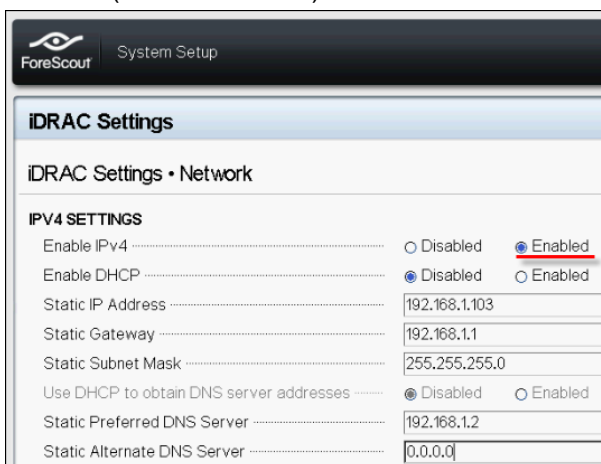 ForeScout
System Setup
iDRAC Settings
iDRAC Settings • Network
IPV4 SETTINGS
Enable IPv4 Disabled Enabled
Enable DHCP Disabled Enabled
Static IP Address 192.168.1.103
Static Gateway 192.168.1.1
Static Subnet Mask 255.255.255.0
Use DHCP to obtain DNS server addresses Disabled Enabled
Static Preferred DNS Server 192.168.1.2
Static Alternate DNS Server 0.0.0.0